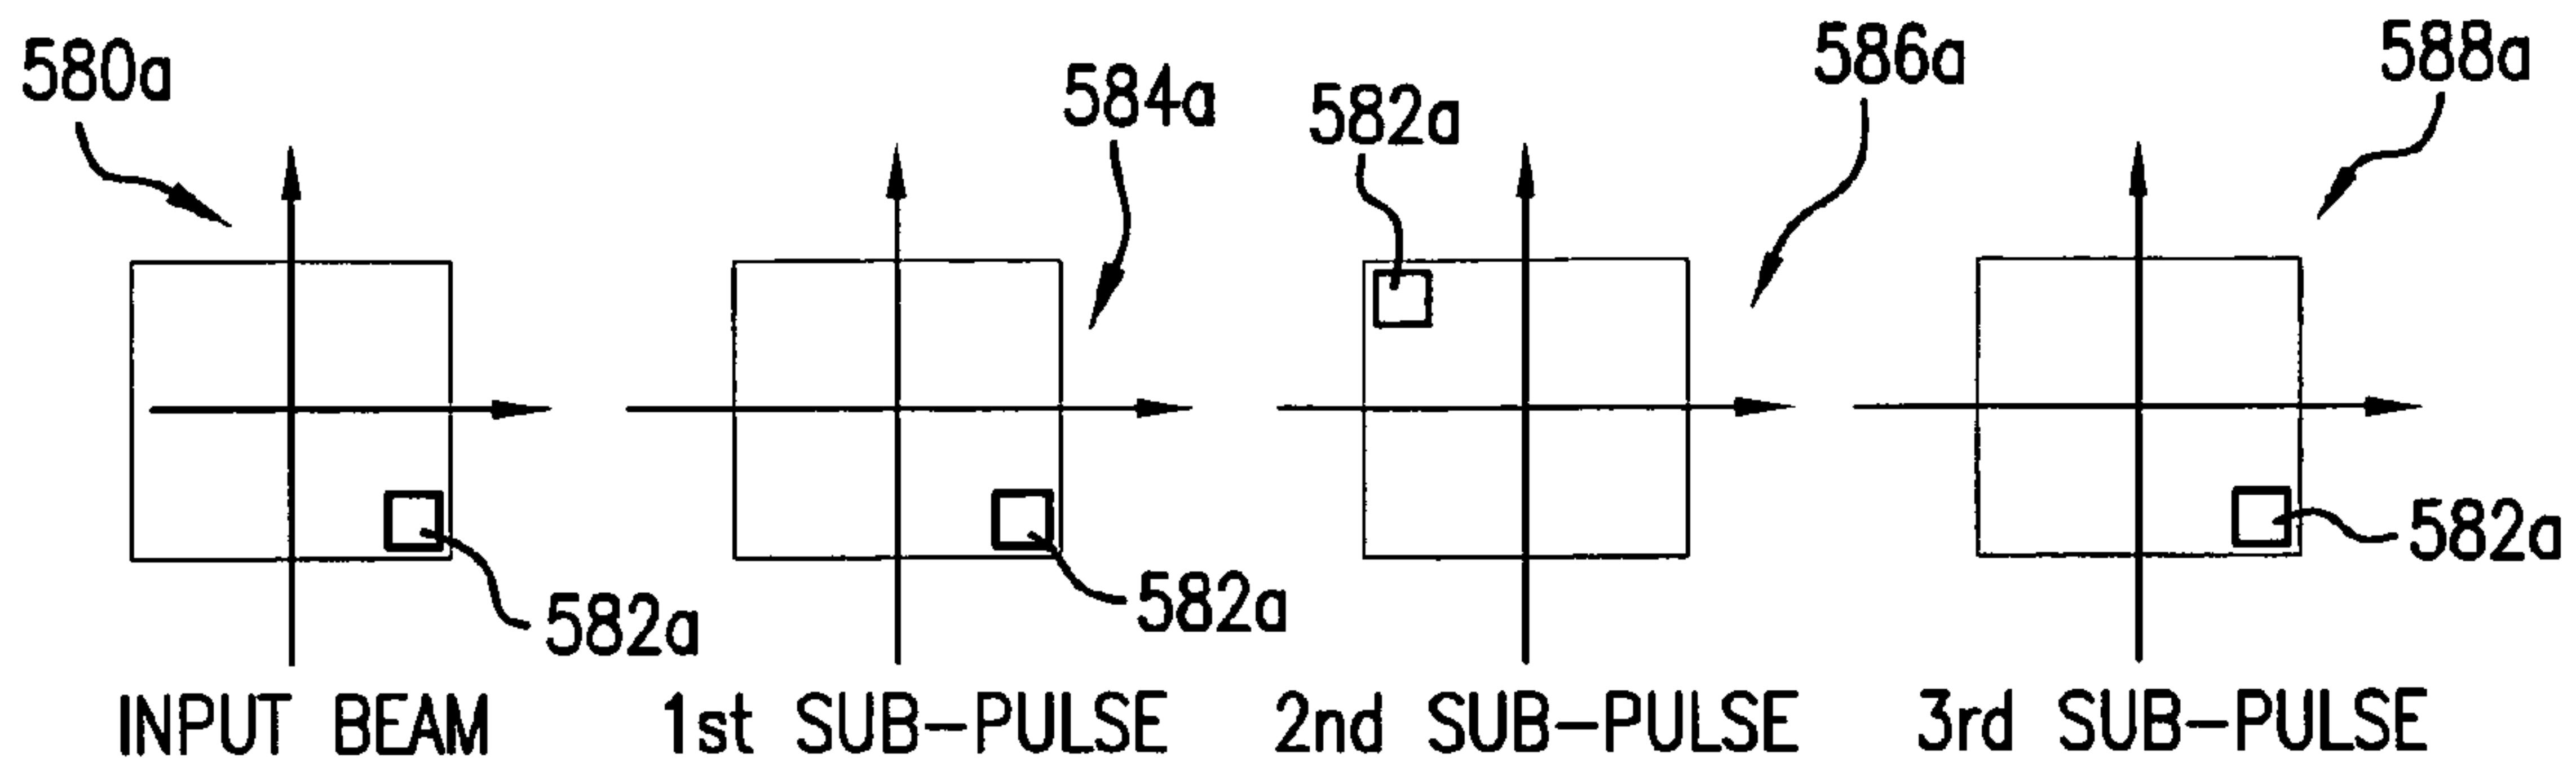 580a
584a
582a
586a
588a
582a
582a
582a
INPUT BEAM
1st SUB-PULSE
2nd SUB-PULSE
3rd SUB-PULSE